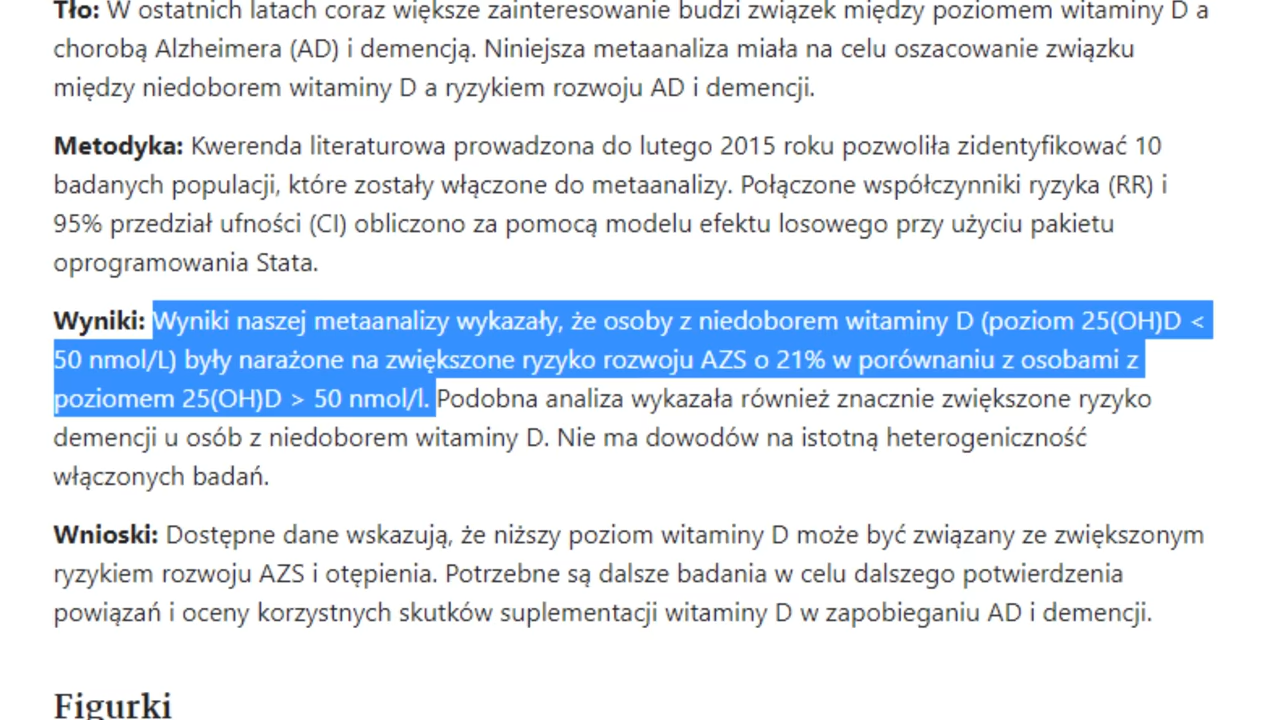 Tło: W ostatnich latach coraz większe zainteresowanie budzi związek między poziomem witaminy D a
chorobą Alzheimera (AD) i demencją. Niniejsza metaanaliza miała na celu oszacowanie związku
między niedoborem witaminy D a ryzykiem rozwoju AD i demencji.
Metodyka: Kwerenda literaturowa prowadzona do lutego 2015 roku pozwoliła zidentyfikować 10
badanych populacji, które zostały włączone do metaanalizy. Połączone współczynniki ryzyka (RR) i
95% przedział ufności (CI) obliczono za pomocą modelu efektu losowego przy użyciu pakietu
oprogramowania Stata.
Wyniki: Wyniki naszej metaanalizy wykazały, że osoby z niedoborem witaminy D (poziom 25(OH)D <
50 nmol/L) były narażone na zwiększone ryzyko rozwoju AZS o 21% w porównaniu z osobami z
poziomem 25(OH)D > 50 nmol/l. Podobna analiza wykazała również znacznie zwiększone ryzyko
demencji u osób z niedoborem witaminy D. Nie ma dowodów na istotną heterogeniczność
włączonych badań.
Wnioski: Dostępne dane wskazują, że niższy poziom witaminy D może być związany ze zwiększonym
ryzykiem rozwoju AZS i otępienia. Potrzebne są dalsze badania w celu dalszego potwierdzenia
powiązań i oceny korzystnych skutków suplementacji witaminy D w zapobieganiu AD i demencji.
Figurki